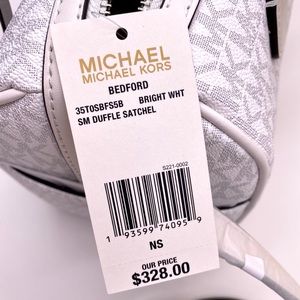 MICHAEL
MICHAEL KORS
BEDFORD
35T0SBFS5B BRIGHT WHT
SM DUFFLE SATCHEL
S221-0002
1 93599 74095 9
NS
OUR PRICE
$328.00